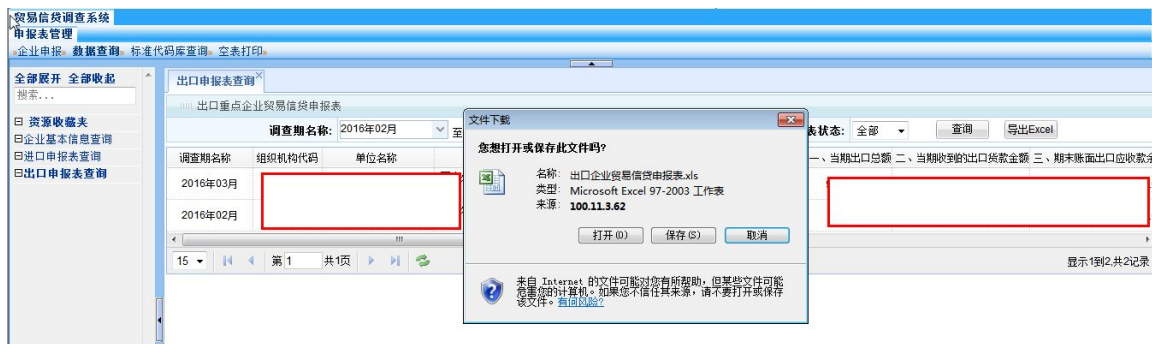 贸易信贷调查系统
申报表管理
企业申报 数据查询 标准代码库查询 空表打印
全部展开 全部收起
搜索...
资源收藏夹
企业基本信息查询
进口申报表查询
出口申报表查询
出口申报表查询
出口重点企业贸易信贷申报表
调查期名称: 2016年02月 至
表状态: 全部 查询 导出Excel
调查期名称 组织机构代码 单位名称 一、当期出口总额 二、当期收到的出口货款金额 三、期末账面出口应收款余
2016年03月
2016年02月
15 第 1 共1页
显示1到2,共2记录
文件下载
您想打开或保存此文件吗?
名称: 出口企业贸易信贷申报表.xls
类型: Microsoft Excel 97-2003 工作表
来源: 100.11.3.62
打开(O) 保存(S) 取消
来自 Internet 的文件可能对您有所帮助，但某些文件可能
危害您的计算机。如果您不信任其来源，请不要打开或保存
该文件。有何风险?